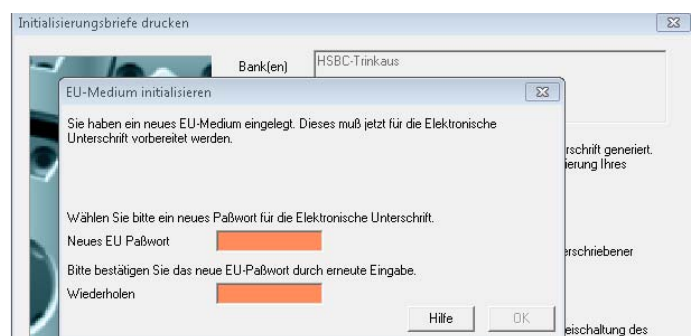 Initialisierungsbriefe drucken
Bank(en)
HSBC-Trinkaus
EU-Medium initialisieren
Sie haben ein neues EU-Medium eingelegt. Dieses muß jetzt für die Elektronische
Unterschrift vorbereitet werden.
rschrift generiert.
ierung Ihres
Wählen Sie bitte ein neues Paßwort für die Elektronische Unterschrift.
Neues EU Paßwort
erschriebener
Bitte bestätigen Sie das neue EU-Paßwort durch erneute Eingabe.
Wiederholen
Hilfe
OK
eischaltung des